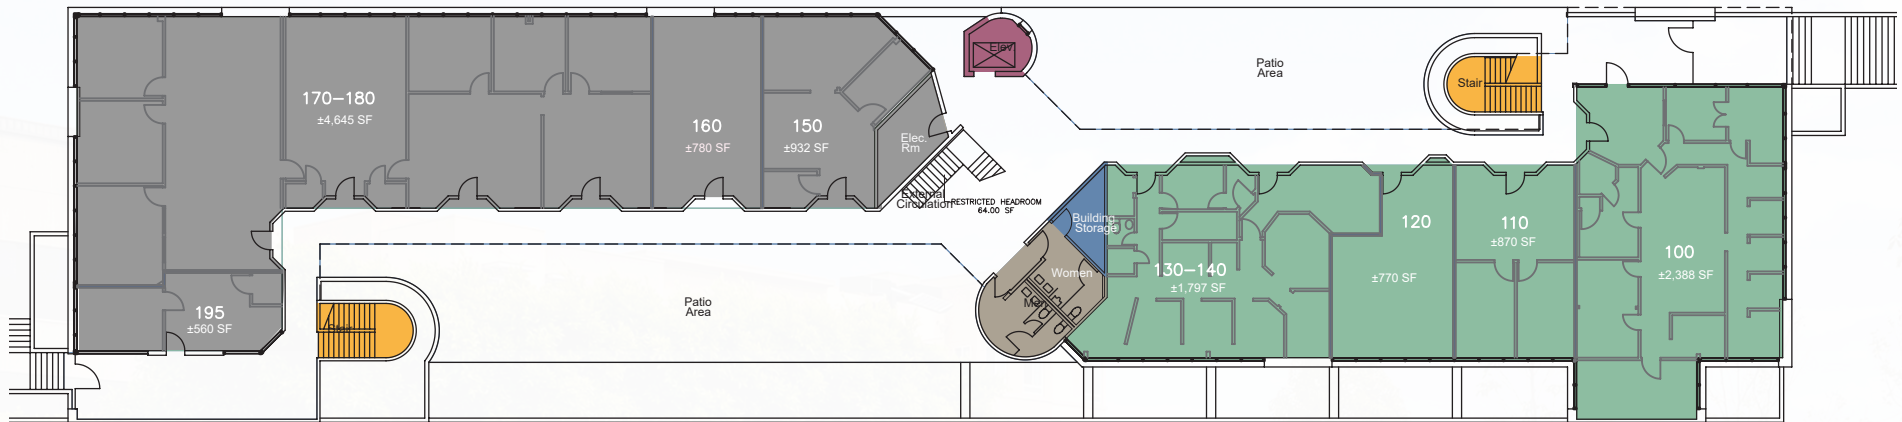 170–180
±4,645 SF
160
±780 SF
150
±932 SF
Elec.
Rm
External
Circulation
RESTRICTED HEADROOM
64.00 SF
Elev
Patio
Area
Stair
195
±560 SF
Stair
Patio
Area
Building
Storage
Women
Men
130–140
±1,797 SF
120
±770 SF
110
±870 SF
100
±2,388 SF